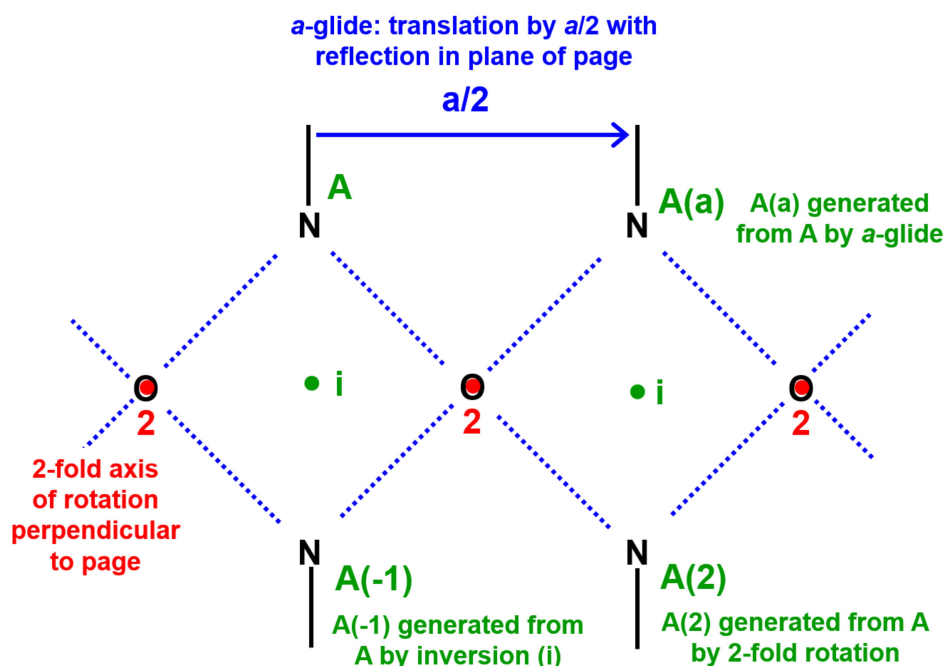 a-glide: translation by a/2 with
reflection in plane of page
a/2
A
N
A(a)
N
A(a) generated
from A by a-glide
O
2
i
O
2
i
O
2
2-fold axis
of rotation
perpendicular
to page
N
A(-1)
A(-1) generated from
A by inversion (i)
N
A(2)
A(2) generated from A
by 2-fold rotation